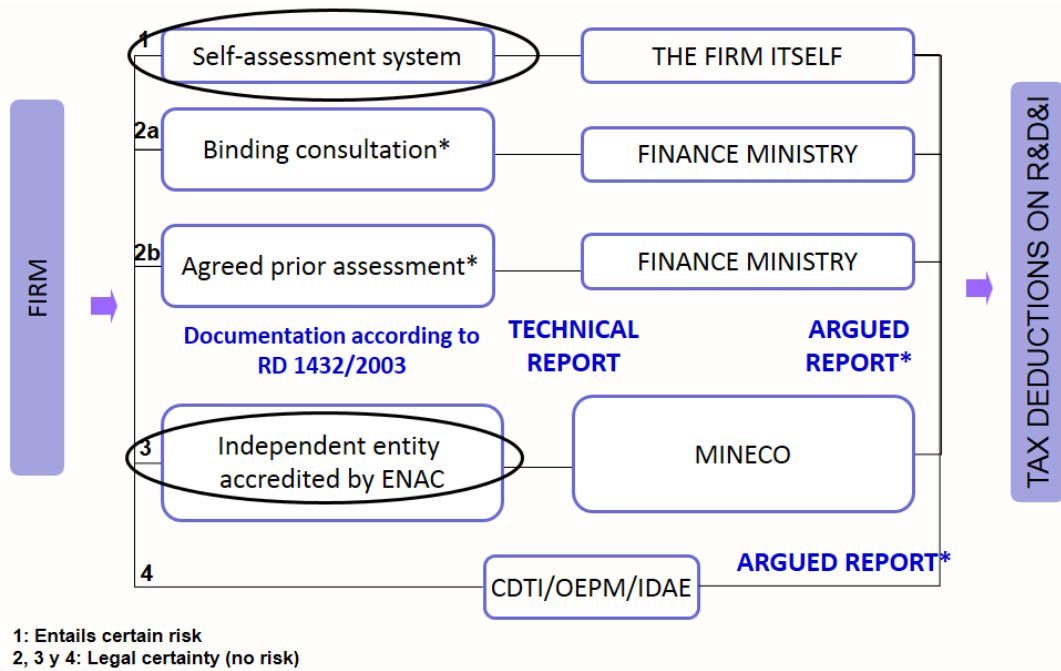 1
Self-assessment system
THE FIRM ITSELF
2a
Binding consultation*
FINANCE MINISTRY
2b
Agreed prior assessment*
FINANCE MINISTRY
FIRM
TAX DEDUCTIONS ON R&D&I
Documentation according to
RD 1432/2003
TECHNICAL
REPORT
ARGUED
REPORT*
3
Independent entity
accredited by ENAC
MINECO
4
CDTI/OEPM/IDAE
ARGUED REPORT*
1: Entails certain risk
2, 3 y 4: Legal certainty (no risk)